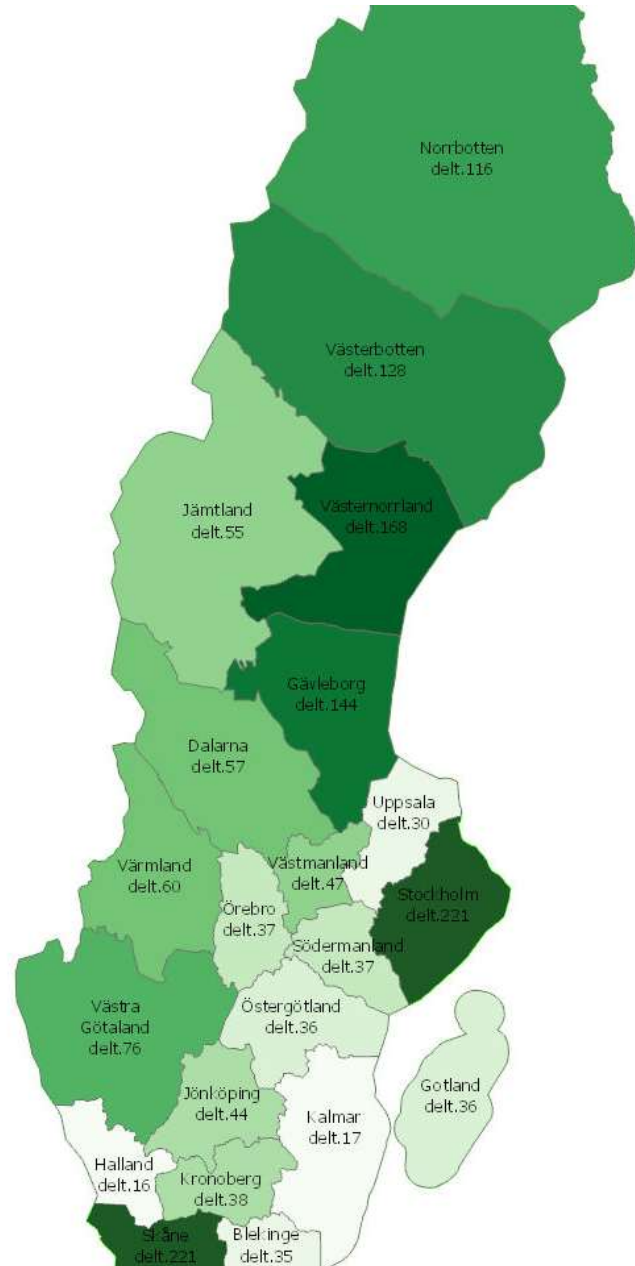 Norrbotten
delt.116
Västerbotten
delt.128
Västernorrland
delt.168
Jämtland
delt.55
Gävleborg
delt.144
Dalarna
delt.57
Uppsala
delt.30
Värmland
delt.60
Västmanland
delt.47
Stockholm
delt.221
Örebro
delt.37
Södermanland
delt.37
Västra
Götaland
delt.76
Östergötland
delt.36
Gotland
delt.36
Jönköping
delt.44
Kalmar
delt.17
Halland
delt.16
Kronoberg
delt.38
Skåne
delt.221
Blekinge
delt.35